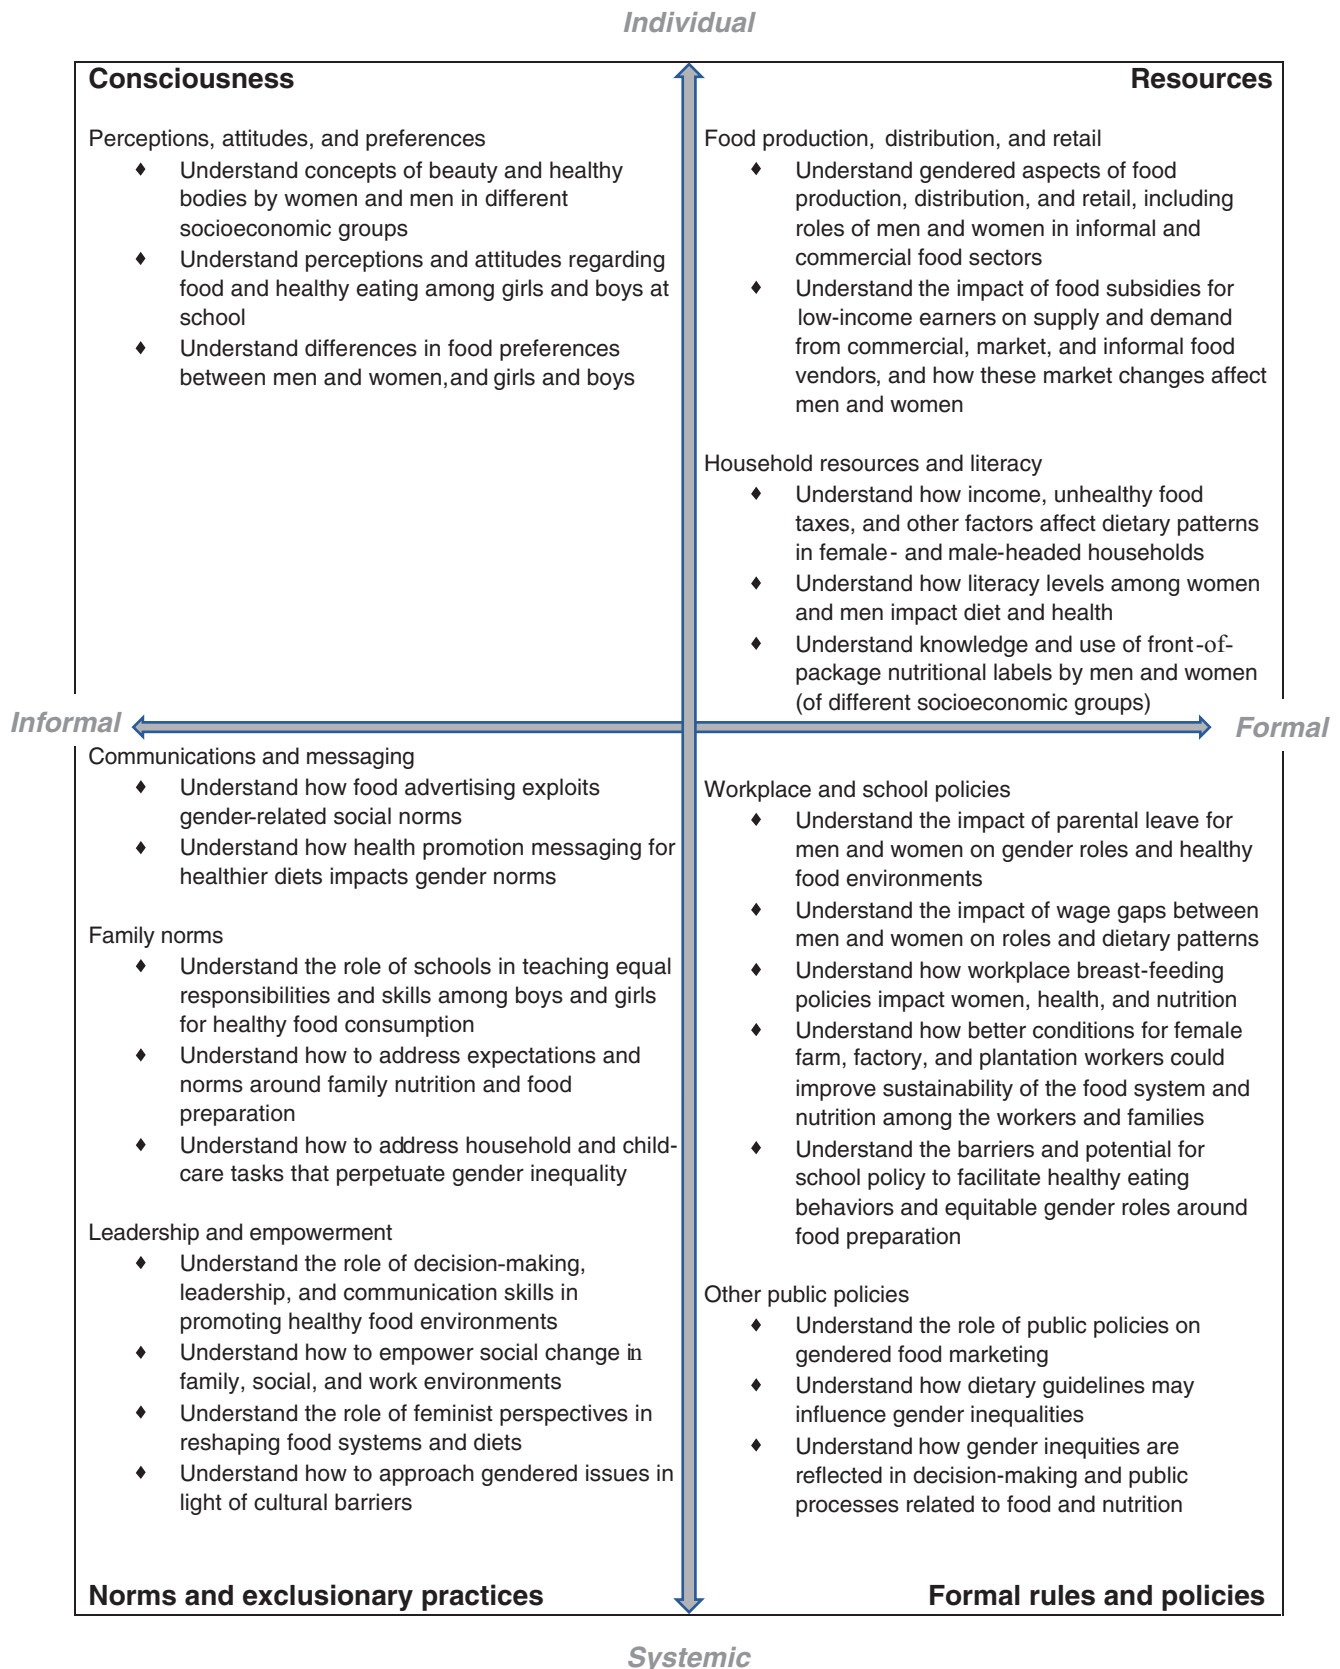 Individual
Consciousness
Perceptions, attitudes, and preferences
♦ Understand concepts of beauty and healthy
bodies by women and men in different
socioeconomic groups
♦ Understand perceptions and attitudes regarding
food and healthy eating among girls and boys at
school
♦ Understand differences in food preferences
between men and women, and girls and boys
Resources
Food production, distribution, and retail
♦ Understand gendered aspects of food
production, distribution, and retail, including
roles of men and women in informal and
commercial food sectors
♦ Understand the impact of food subsidies for
low-income earners on supply and demand
from commercial, market, and informal food
vendors, and how these market changes affect
men and women
Household resources and literacy
♦ Understand how income, unhealthy food
taxes, and other factors affect dietary patterns
in female- and male-headed households
♦ Understand how literacy levels among women
and men impact diet and health
♦ Understand knowledge and use of front-of-
package nutritional labels by men and women
(of different socioeconomic groups)
Informal
Formal
Communications and messaging
♦ Understand how food advertising exploits
gender-related social norms
♦ Understand how health promotion messaging for
healthier diets impacts gender norms
Family norms
♦ Understand the role of schools in teaching equal
responsibilities and skills among boys and girls
for healthy food consumption
♦ Understand how to address expectations and
norms around family nutrition and food
preparation
♦ Understand how to address household and child-
care tasks that perpetuate gender inequality
Leadership and empowerment
♦ Understand the role of decision-making,
leadership, and communication skills in
promoting healthy food environments
♦ Understand how to empower social change in
family, social, and work environments
♦ Understand the role of feminist perspectives in
reshaping food systems and diets
♦ Understand how to approach gendered issues in
light of cultural barriers
Norms and exclusionary practices
Workplace and school policies
♦ Understand the impact of parental leave for
men and women on gender roles and healthy
food environments
♦ Understand the impact of wage gaps between
men and women on roles and dietary patterns
♦ Understand how workplace breast-feeding
policies impact women, health, and nutrition
♦ Understand how better conditions for female
farm, factory, and plantation workers could
improve sustainability of the food system and
nutrition among the workers and families
♦ Understand the barriers and potential for
school policy to facilitate healthy eating
behaviors and equitable gender roles around
food preparation
Other public policies
♦ Understand the role of public policies on
gendered food marketing
♦ Understand how dietary guidelines may
influence gender inequalities
♦ Understand how gender inequities are
reflected in decision-making and public
processes related to food and nutrition
Formal rules and policies
Systemic